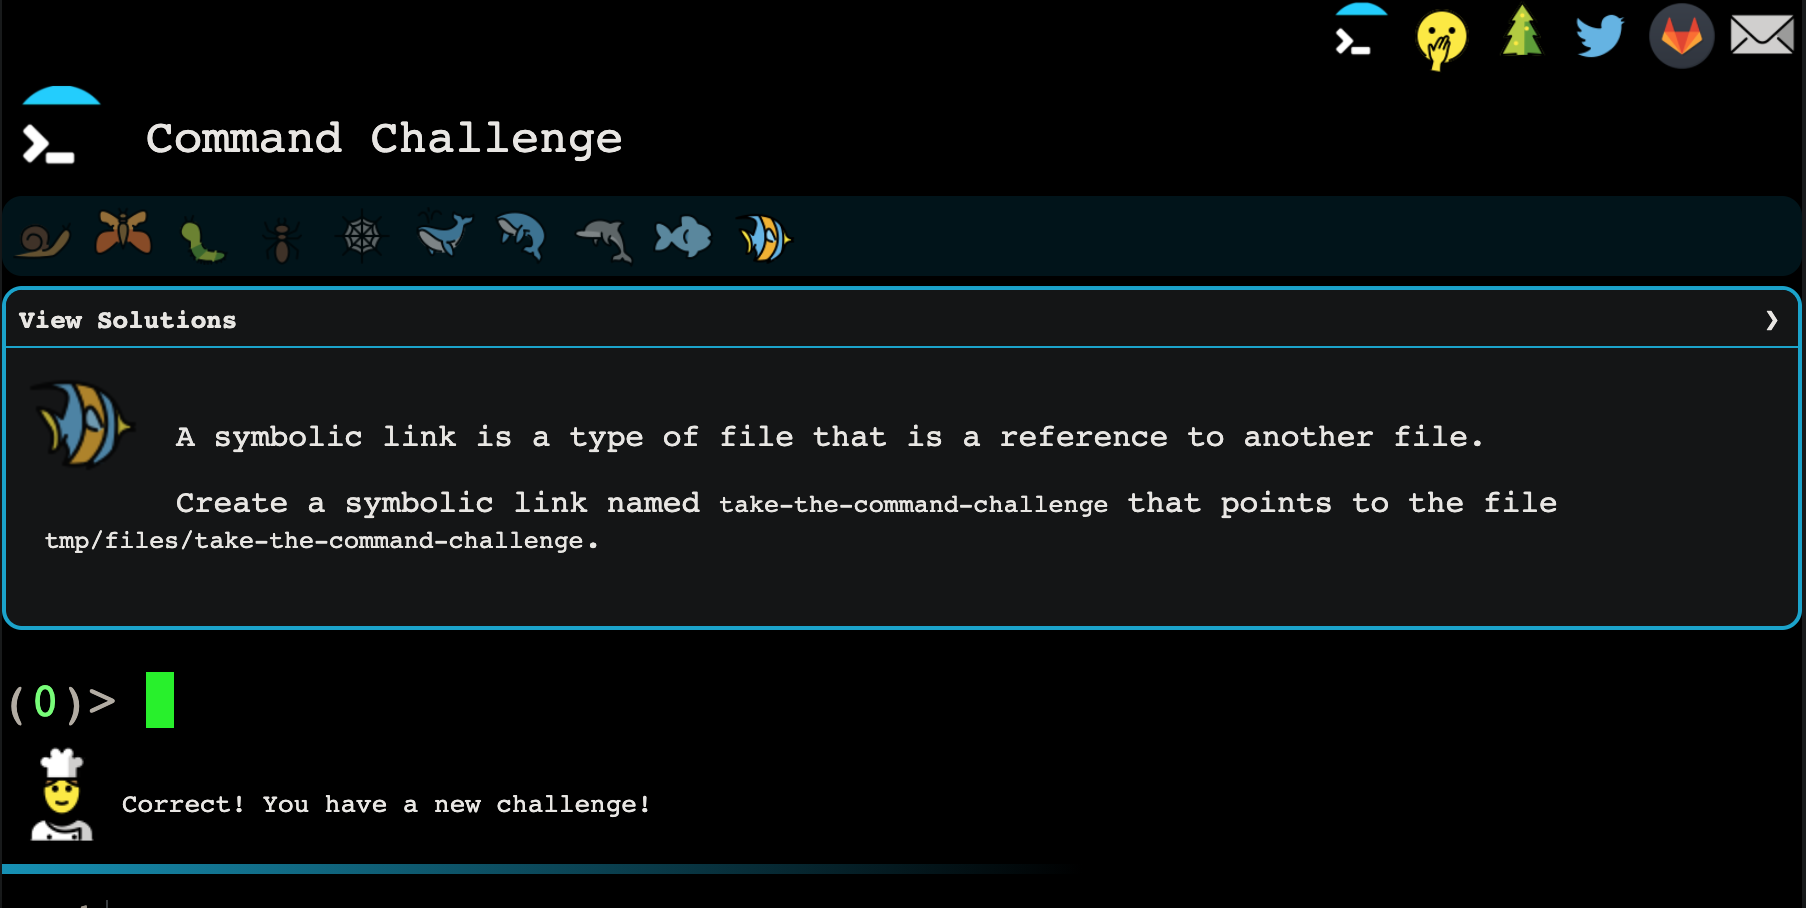 Command Challenge
View Solutions
A symbolic link is a type of file that is a reference to another file.
Create a symbolic link named take-the-command-challenge that points to the file
tmp/files/take-the-command-challenge.
(0)>
Correct! You have a new challenge!